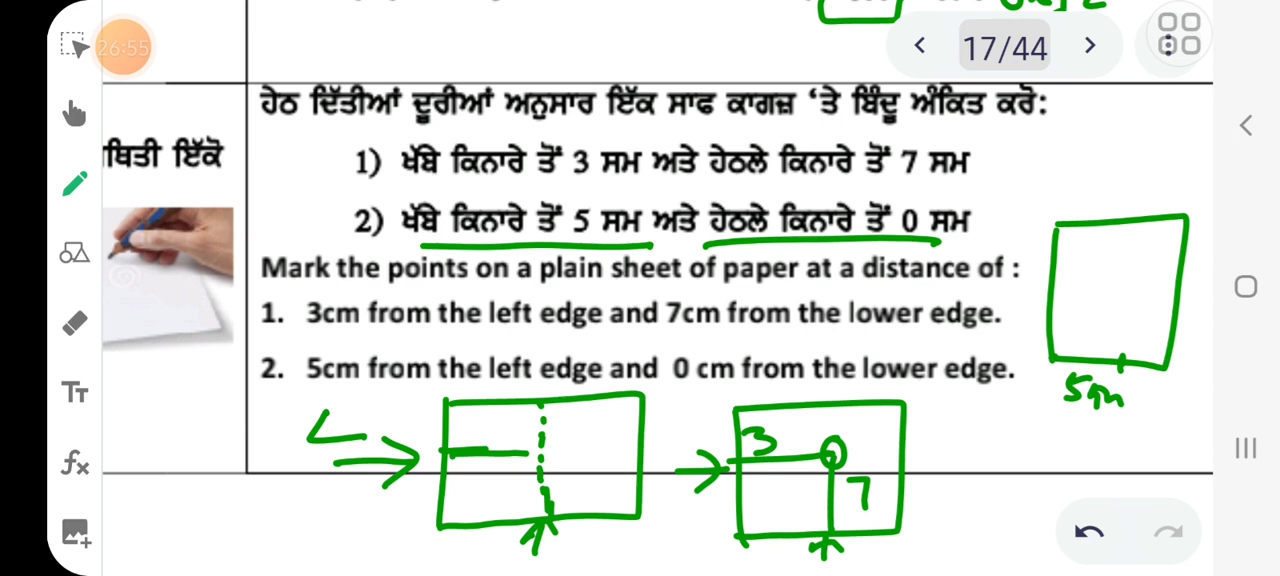 26:55
17/44
ਹੇਠ ਦਿੱਤੀਆਂ ਦੂਰੀਆਂ ਅਨੁਸਾਰ ਇੱਕ ਸਾਫ ਕਾਗਜ਼ ‘ਤੇ ਬਿੰਦੂ ਅੰਕਿਤ ਕਰੋ:
ਥਿਤੀ ਇੱਕੋ
1) ਖੱਬੇ ਕਿਨਾਰੇ ਤੋਂ 3 ਸਮ ਅਤੇ ਹੇਠਲੇ ਕਿਨਾਰੇ ਤੋਂ 7 ਸਮ
2) ਖੱਬੇ ਕਿਨਾਰੇ ਤੋਂ 5 ਸਮ ਅਤੇ ਹੇਠਲੇ ਕਿਨਾਰੇ ਤੋਂ 0 ਸਮ
Mark the points on a plain sheet of paper at a distance of :
1. 3cm from the left edge and 7cm from the lower edge.
2. 5cm from the left edge and 0 cm from the lower edge.
5cm
L
3
7
Tт
fx